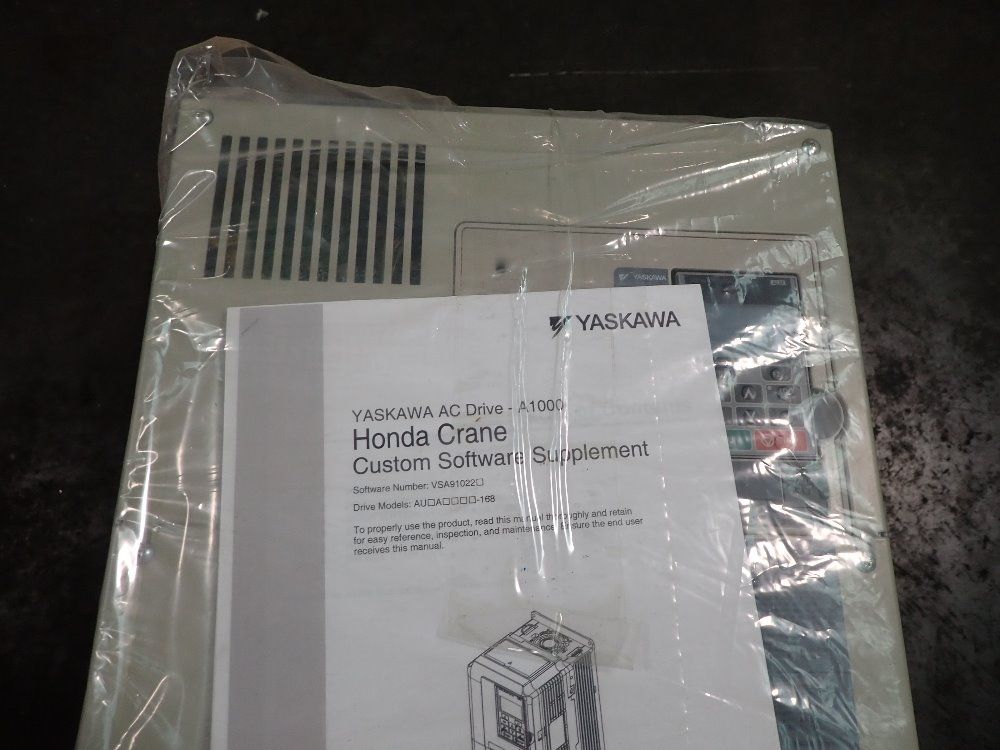 YASKAWA
YASKAWA
YASKAWA AC Drive - A1000
Honda Crane
Custom Software Supplement
Software Number: VSA91022□
Drive Models: AU□A□□□□-168
To properly use the product, read this manual thoroughly and retain
for easy reference, inspection, and maintenance. Ensure the end user
receives this manual.